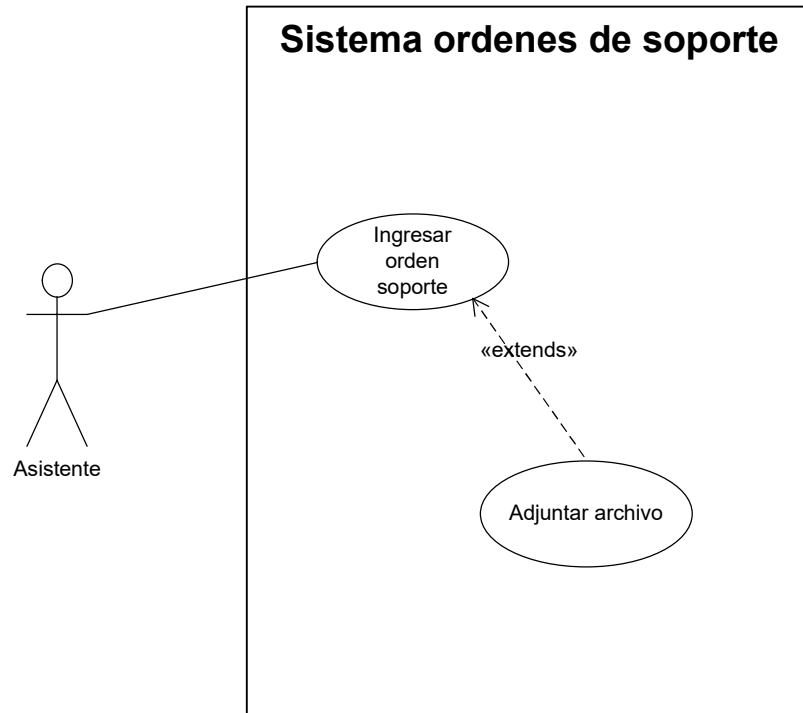 Sistema ordenes de soporte
Ingresar
orden
soporte
«extends»
Asistente
Adjuntar archivo